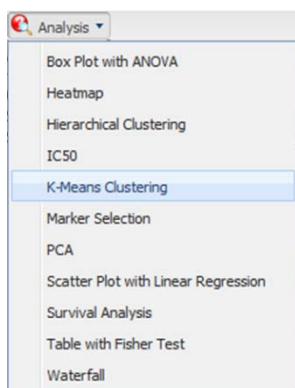 Analysis
Box Plot with ANOVA
Heatmap
Hierarchical Clustering
IC50
K-Means Clustering
Marker Selection
PCA
Scatter Plot with Linear Regression
Survival Analysis
Table with Fisher Test
Waterfall